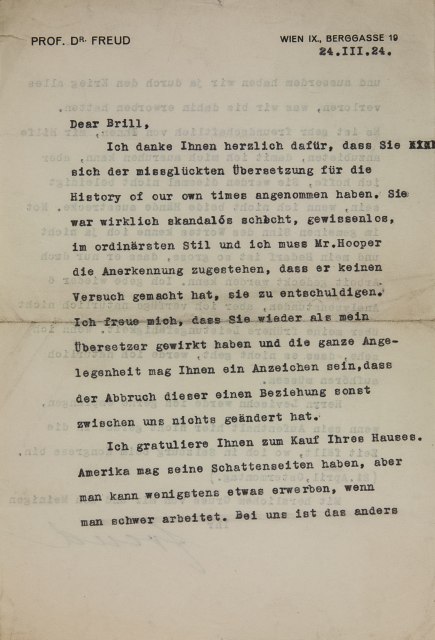 PROF. DR. FREUD
WIEN IX., BERGGASSE 19
24.III.24.
Dear Brill,
Ich danke Ihnen herzlich dafür, dass Sie
sich der missglückten Übersetzung für die
History of our own times angenommen haben. Sie
war wirklich skandalös schècht, gewissenlos,
im ordinärsten Stil und ich muss Mr.Hooper
die Anerkennung zugestehen, dass er keinen
Versuch gemacht hat, sie zu entschuldigen.
Ich freue mich, dass Sie wieder als mein
Übersetzer gewirkt haben und die ganze Ange-
legenheit mag Ihnen ein Anzeichen sein,dass
der Abbruch dieser einen Beziehung sonst
zwischen uns nichts geändert hat.
Ich gratuliere Ihnen zum Kauf Ihres Hauses.
Amerika mag seine Schattenseiten haben, aber
man kann wenigstens etwas erwerben, wenn
man schwer arbeitet. Bei uns ist das anders